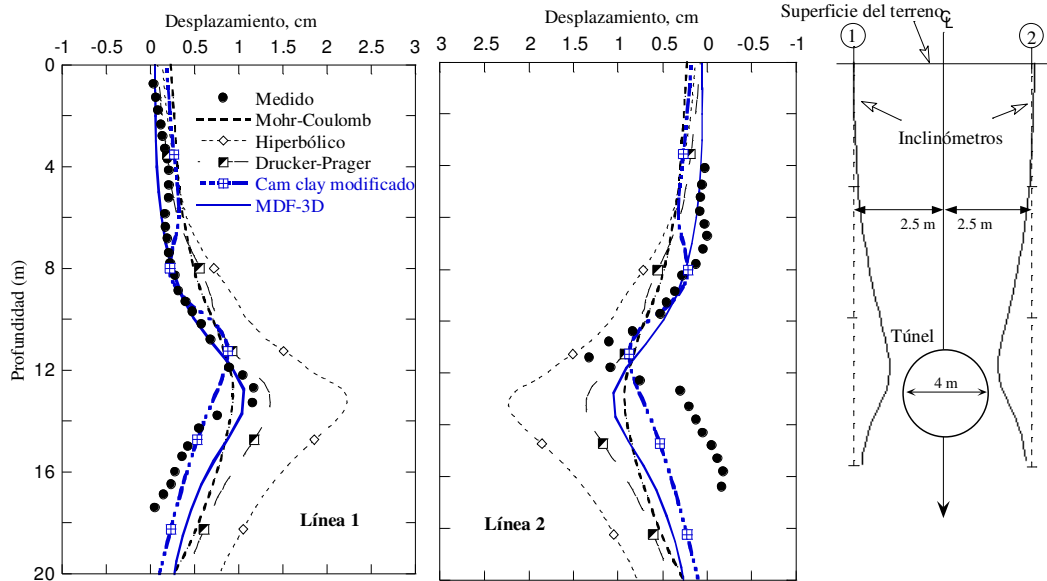 Desplazamiento, cm
-1 -0.5 0 0.5 1 1.5 2 2.5 3
0
4
8
12
16
20
Profundidad (m)
Medido
Mohr-Coulomb
Hiperbólico
Drucker-Prager
Cam clay modificado
MDF-3D
Línea 1
Desplazamiento, cm
3 2.5 2 1.5 1 0.5 0 -0.5 -1
Línea 2
Superficie del terreno
℄
1
2
Inclinómetros
2.5 m
2.5 m
Túnel
4 m